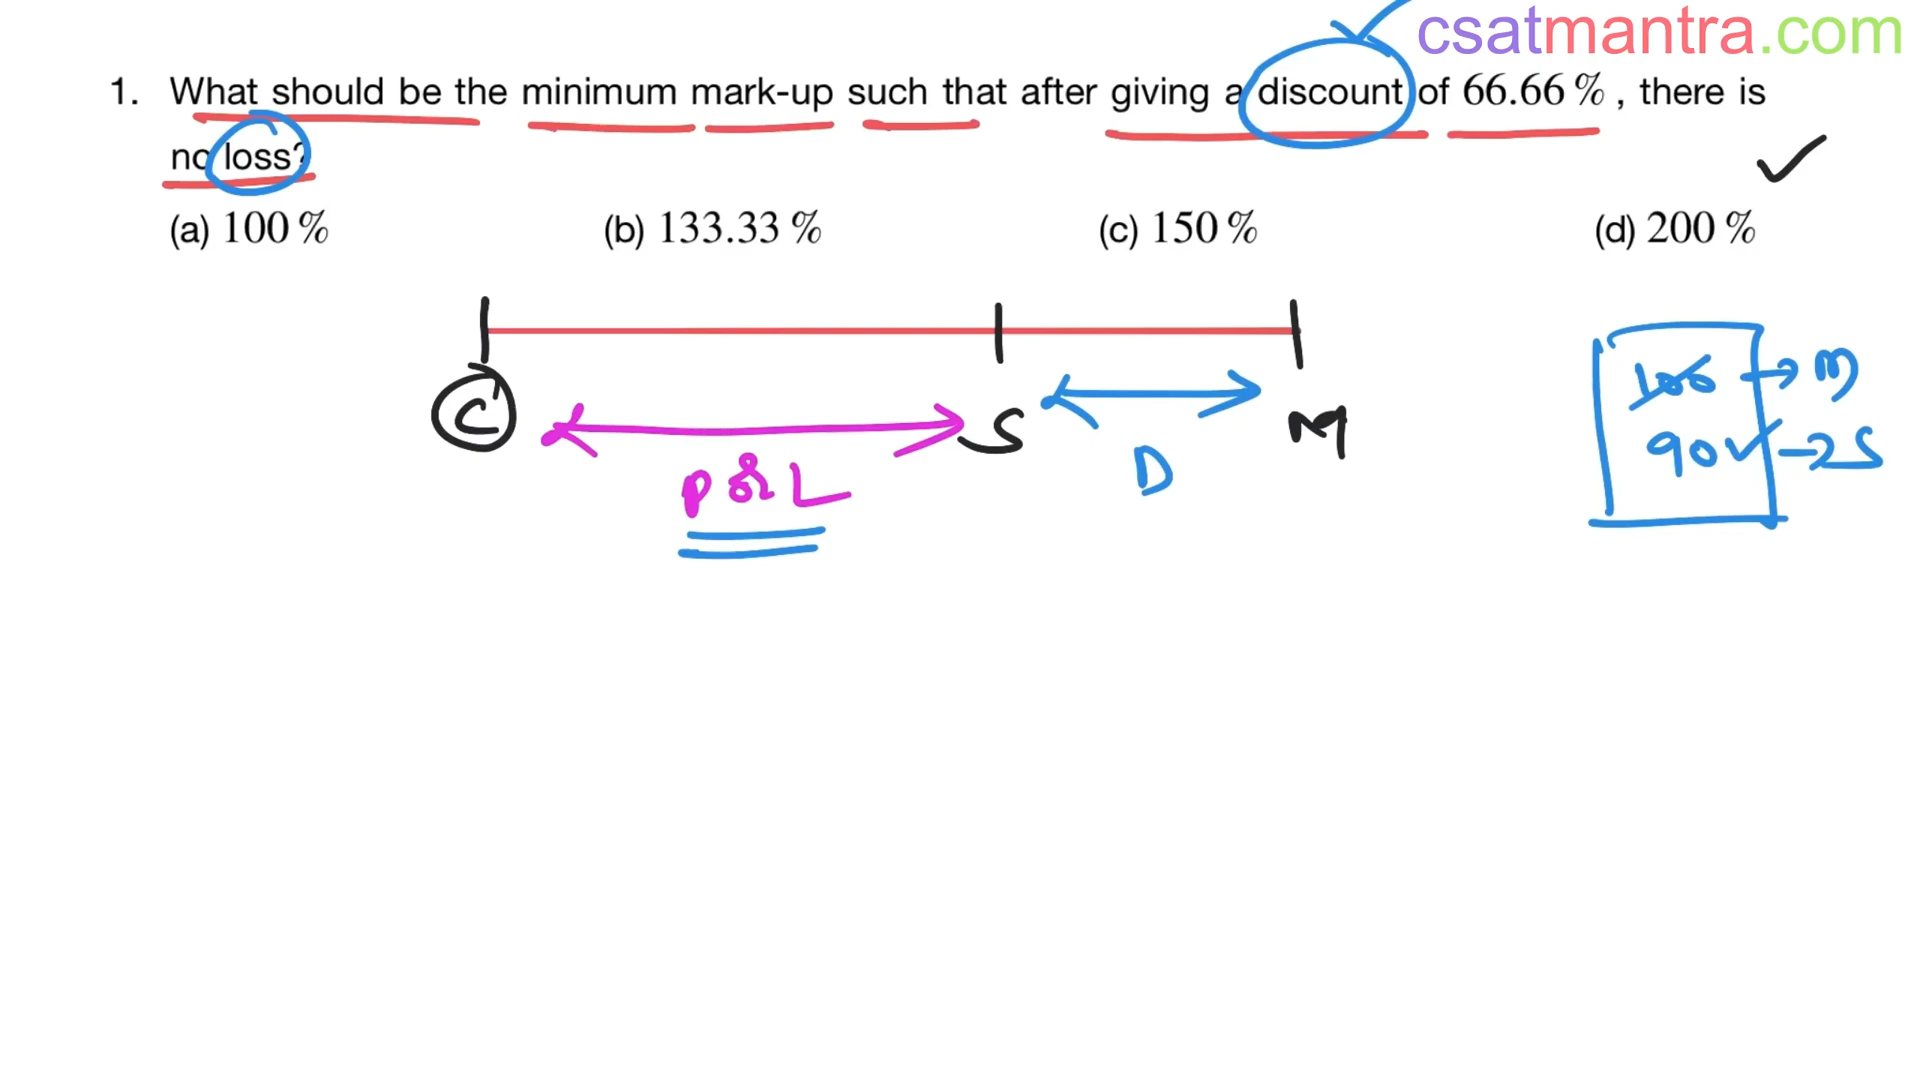 csatmantra.com
1. What should be the minimum mark-up such that after giving a discount of 66.66 % , there is
no loss?
(a) 100 % (b) 133.33 % (c) 150 % (d) 200 %
C S M
P & L D
100 → M
90 → S